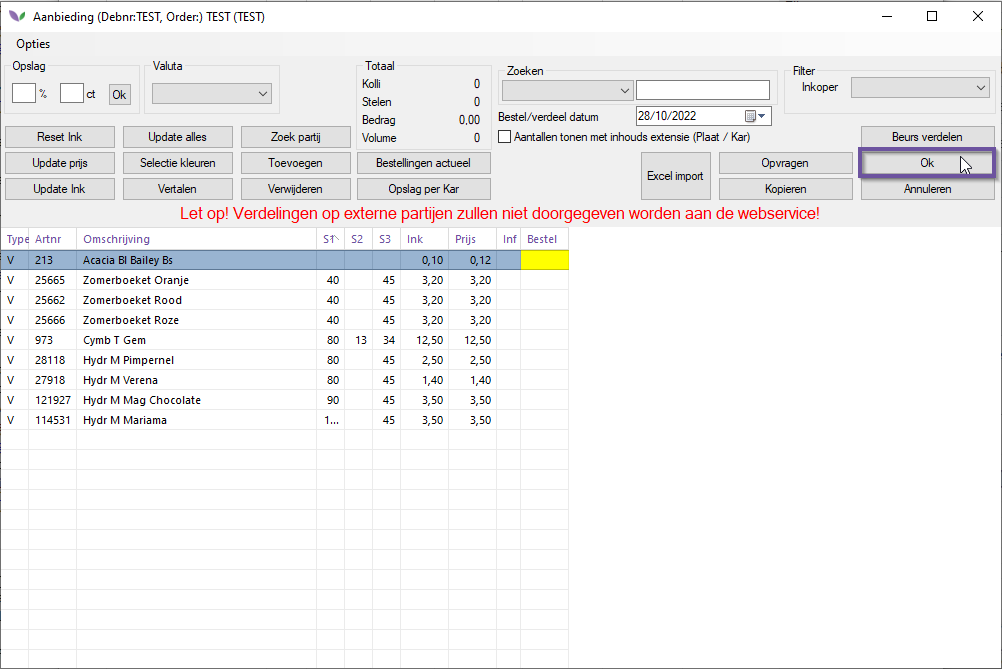 Aanbieding (Debnr:TEST, Order:) TEST (TEST)
Opties
Opslag
% ct Ok
Valuta
Totaal
Kolli 0
Stelen 0
Bedrag 0,00
Volume 0
Zoeken
Bestel/verdeel datum 28/10/2022
Aantallen tonen met inhouds extensie (Plaat / Kar)
Filter
Inkoper
Reset Ink Update alles Zoek partij Beurs verdelen
Update prijs Selectie kleuren Toevoegen Bestellingen actueel Excel import Opvragen Ok
Update Ink Vertalen Verwijderen Opslag per Kar Kopieren Annuleren
Let op! Verdelingen op externe partijen zullen niet doorgegeven worden aan de webservice!
Type Artnr Omschrijving S1 S2 S3 Ink Prijs Inf Bestel
V 213 Acacia Bl Bailey Bs 0,10 0,12
V 25665 Zomerboeket Oranje 40 45 3,20 3,20
V 25662 Zomerboeket Rood 40 45 3,20 3,20
V 25666 Zomerboeket Roze 40 45 3,20 3,20
V 973 Cymb T Gem 80 13 34 12,50 12,50
V 28118 Hydr M Pimpernel 80 45 2,50 2,50
V 27918 Hydr M Verena 80 45 1,40 1,40
V 121927 Hydr M Mag Chocolate 90 45 3,50 3,50
V 114531 Hydr M Mariama 1... 45 3,50 3,50